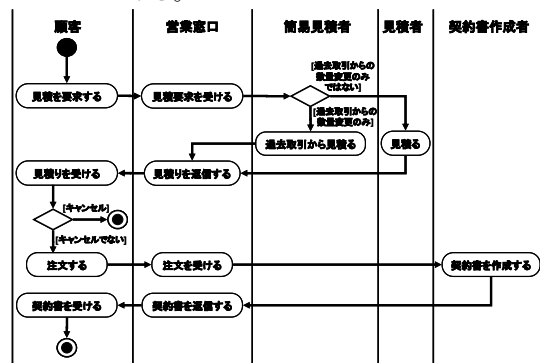 顧客
営業窓口
簡易見積者
見積者
契約書作成者
[過去取引からの
数量変更のみ
ではない]
見積を要求する
見積要求を受ける
[過去取引からの
数量変更のみ]
過去取引から見積る
見積る
見積りを受ける
見積りを返信する
[キャンセル]
[キャンセルでない]
注文する
注文を受ける
契約書を作成する
契約書を受ける
契約書を返信する